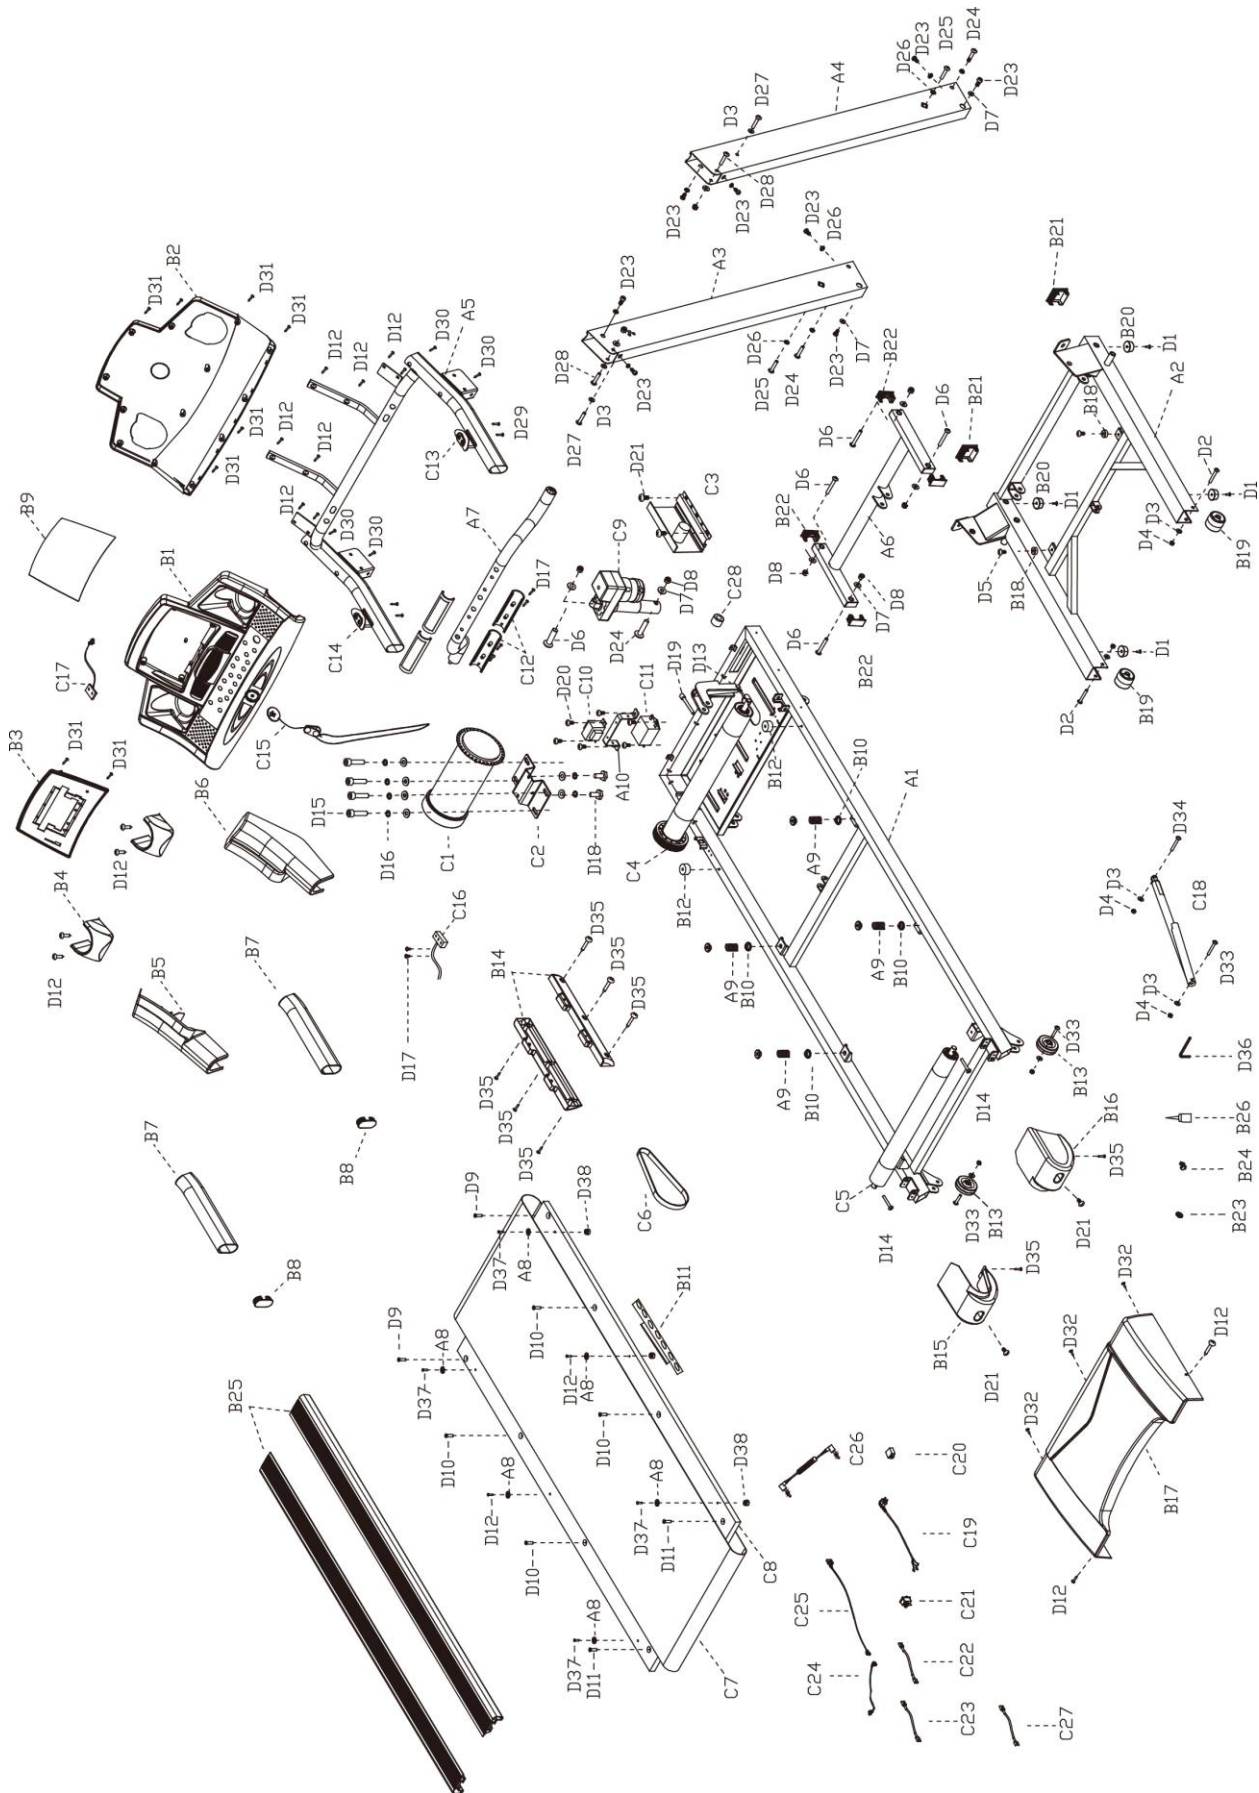 D24
D25
D23
D26
A4
D23
D7
D27
D3
D28
D23
D23
D23
D26
A3
D23
D26
D7
D23
D24
D25
D28
D3
D23
D27
B2
D31
D31
D31
D31
D31
D12
D12
D12
D12
D12
D12
D30
A5
D30
D29
C13
D30
D30
C14
B9
B1
C17
B3
D31
D31
C15
A7
D17
C12
D21
C3
C9
D8
D7
D6
D24
C28
B21
B20
D1
A2
B18
D2
D1
D3
D4
B19
B20
D1
D5
B18
D1
B19
D2
B22
B21
D6
D6
D6
B22
A6
D8
D8
D7
D6
B22
B4
D12
D12
B5
B6
B7
B7
B8
B8
D15
D16
C1
C2
D18
D20
C10
C11
A10
D19
D13
C4
B12
B12
C16
D17
B14
D35
D35
D35
D35
D35
D35
B10
A9
A1
A9
B10
A9
B10
A9
B10
D34
D3
D4
C18
D33
D3
D4
D36
B26
B24
B23
D33
B13
D14
C5
D33
B13
D14
B16
D35
D21
B15
D35
D21
D32
D32
D32
D12
B17
D12
C6
D9
D37
A8
D38
D9
A8
D37
D10
D12
A8
B11
D10
D10
D12
A8
D10
D37
A8
D38
D11
D37
A8
D11
C8
C7
B25
C26
C20
C19
C25
C21
C24
C22
C23
C27